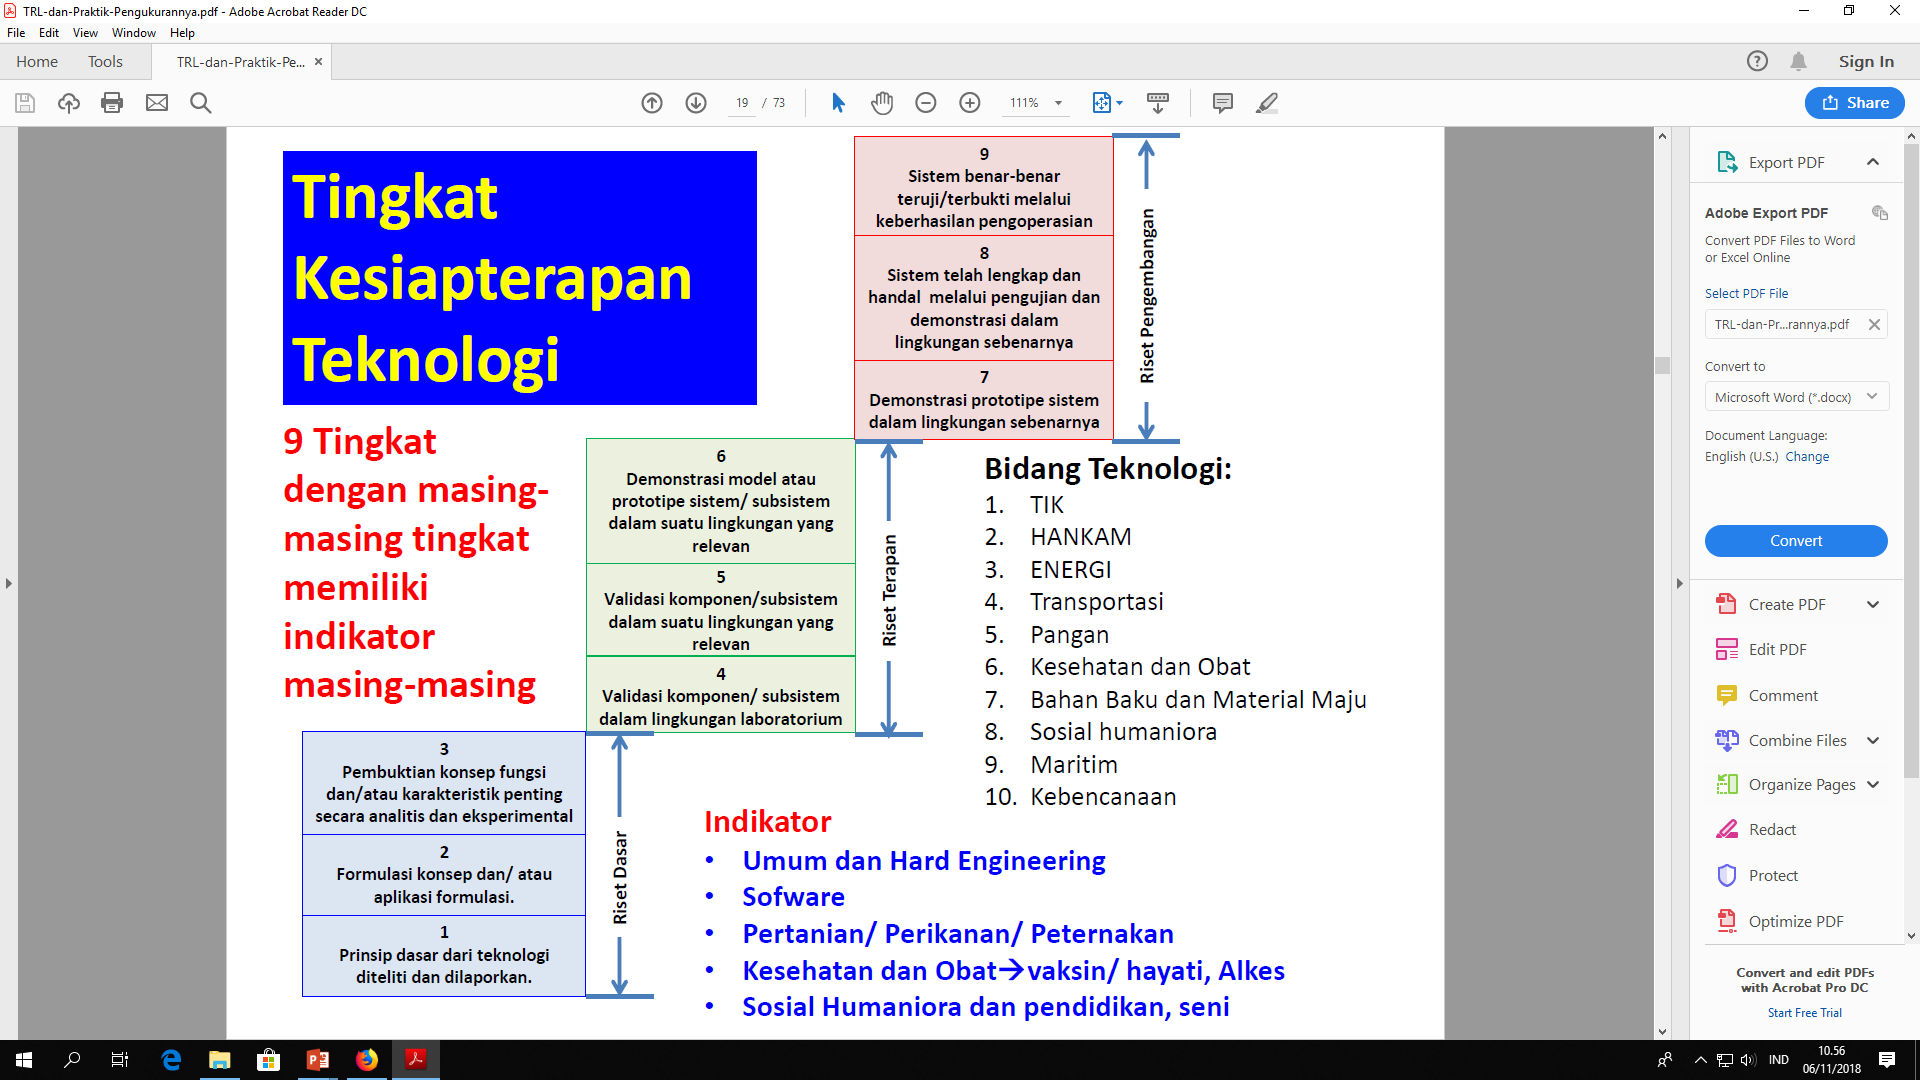 TRL-dan-Praktik-Pengukurannya.pdf - Adobe Acrobat Reader DC
File Edit View Window Help
Home Tools TRL-dan-Praktik-Pe... Sign In
19 / 73 111% Share
Tingkat
Kesiapterapan
Teknologi
9 Tingkat
dengan masing-
masing tingkat
memiliki
indikator
masing-masing
9
Sistem benar-benar
teruji/terbukti melalui
keberhasilan pengoperasian
8
Sistem telah lengkap dan
handal melalui pengujian dan
demonstrasi dalam
lingkungan sebenarnya
7
Demonstrasi prototipe sistem
dalam lingkungan sebenarnya
Riset Pengembangan
6
Demonstrasi model atau
prototipe sistem/ subsistem
dalam suatu lingkungan yang
relevan
5
Validasi komponen/subsistem
dalam suatu lingkungan yang
relevan
4
Validasi komponen/ subsistem
dalam lingkungan laboratorium
Riset Terapan
3
Pembuktian konsep fungsi
dan/atau karakteristik penting
secara analitis dan eksperimental
2
Formulasi konsep dan/ atau
aplikasi formulasi.
1
Prinsip dasar dari teknologi
diteliti dan dilaporkan.
Riset Dasar
Bidang Teknologi:
1. TIK
2. HANKAM
3. ENERGI
4. Transportasi
5. Pangan
6. Kesehatan dan Obat
7. Bahan Baku dan Material Maju
8. Sosial humaniora
9. Maritim
10. Kebencanaan
Indikator
• Umum dan Hard Engineering
• Sofware
• Pertanian/ Perikanan/ Peternakan
• Kesehatan dan Obat→vaksin/ hayati, Alkes
• Sosial Humaniora dan pendidikan, seni
Export PDF
Adobe Export PDF
Convert PDF Files to Word
or Excel Online
Select PDF File
TRL-dan-Pr...rannya.pdf
Convert to
Microsoft Word (*.docx)
Document Language:
English (U.S.) Change
Convert
Create PDF
Edit PDF
Comment
Combine Files
Organize Pages
Redact
Protect
Optimize PDF
Convert and edit PDFs
with Acrobat Pro DC
Start Free Trial
IND
10.56
06/11/2018